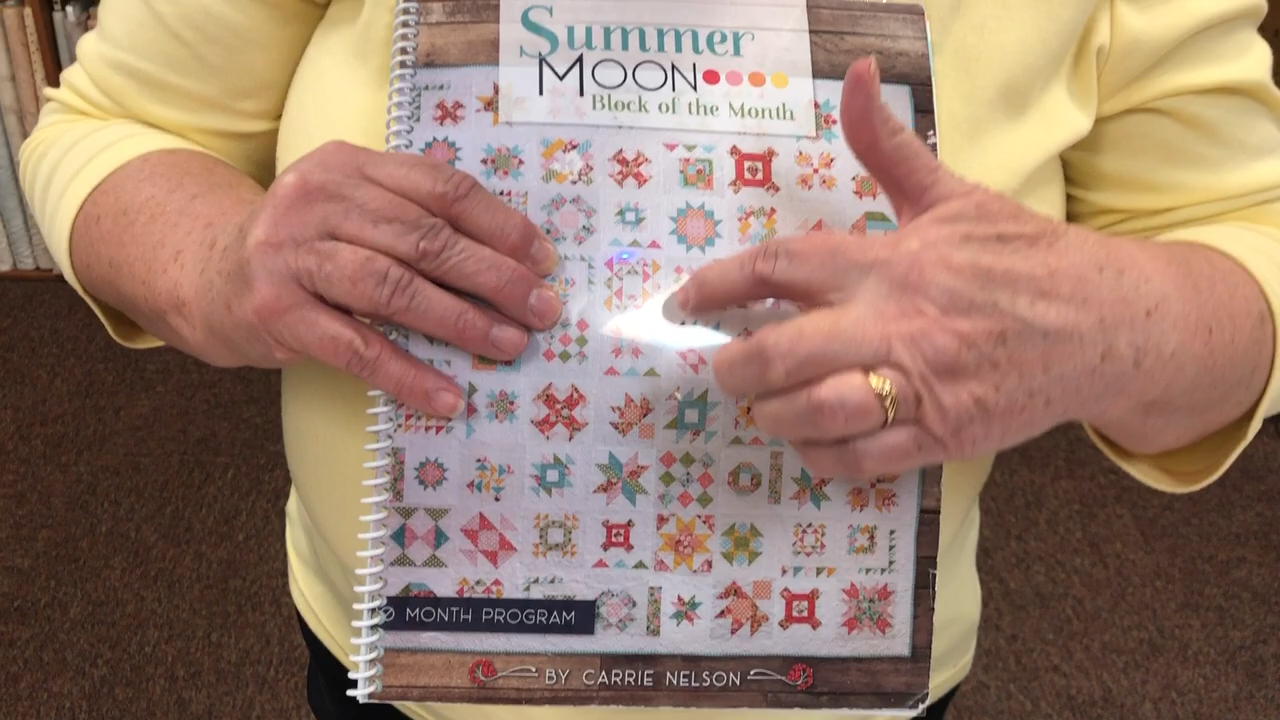 Summer
MOON
Block of the Month
MONTH PROGRAM
BY CARRIE NELSON